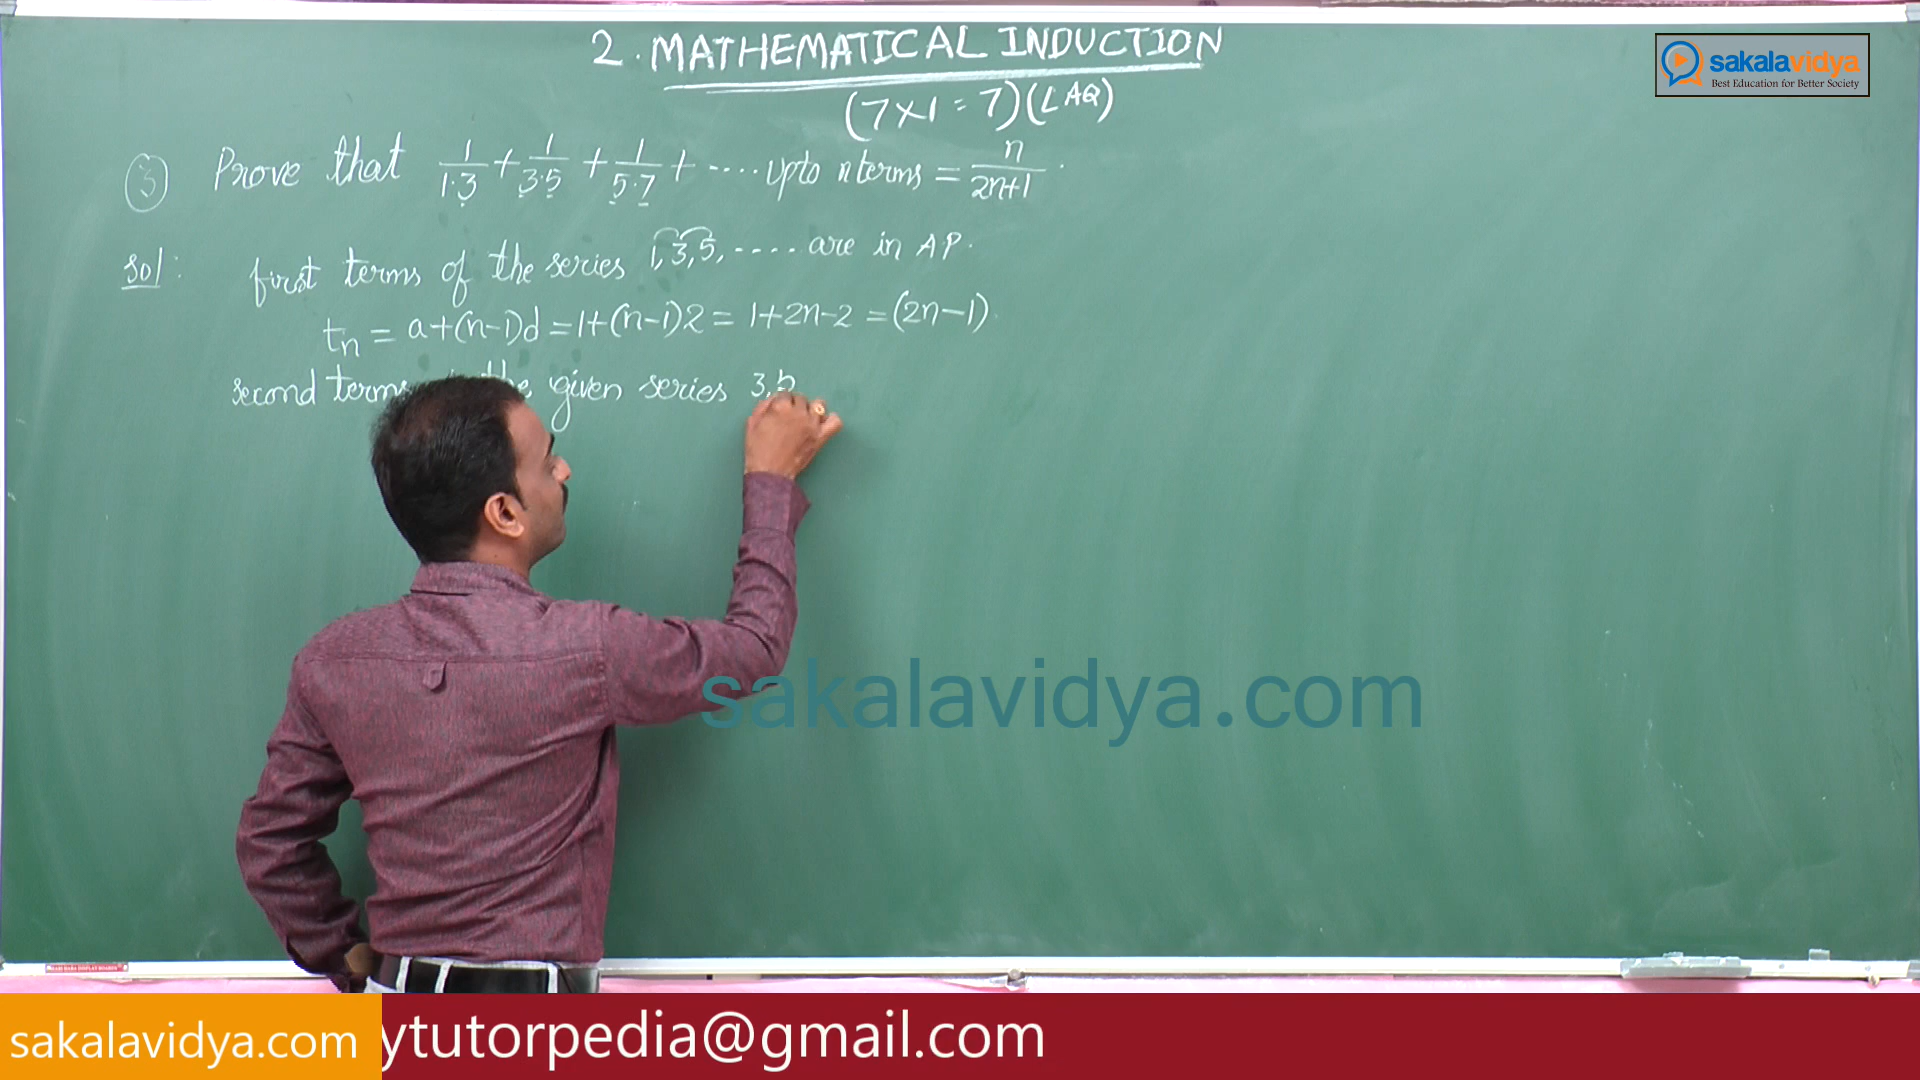 2. MATHEMATICAL INDUCTION
(7×1=7)(LAQ)
sakalavidya
Best Education for Better Society
③ Prove that 1/1·3 + 1/3·5 + 1/5·7 + ···· upto n terms = n/2n+1.
Sol: first terms of the series 1,3,5, ---- are in AP.
tn = a+(n-1)d = 1+(n-1)2 = 1+2n-2 = (2n-1).
second terms the given series 3,5
sakalavidya.com
sakalavidya.com
ytutorpedia@gmail.com